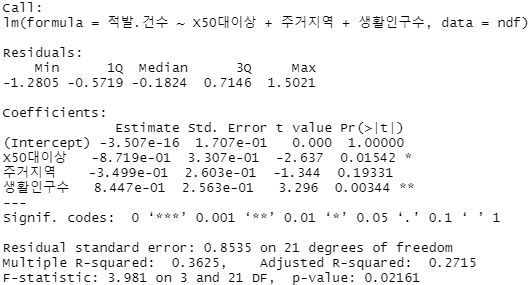 Call:
lm(formula = 적발.건수 ~ X50대이상 + 주거지역 + 생활인구수, data = ndf)
Residuals:
Min 1Q Median 3Q Max
-1.2805 -0.5719 -0.1824 0.7146 1.5021
Coefficients:
Estimate Std. Error t value Pr(>|t|)
(Intercept) -3.507e-16 1.707e-01 0.000 1.00000
X50대이상 -8.719e-01 3.307e-01 -2.637 0.01542 *
주거지역 -3.499e-01 2.603e-01 -1.344 0.19331
생활인구수 8.447e-01 2.563e-01 3.296 0.00344 **
---
Signif. codes: 0 ‘***’ 0.001 ‘**’ 0.01 ‘*’ 0.05 ‘.’ 0.1 ‘ ’ 1
Residual standard error: 0.8535 on 21 degrees of freedom
Multiple R-squared: 0.3625, Adjusted R-squared: 0.2715
F-statistic: 3.981 on 3 and 21 DF, p-value: 0.02161